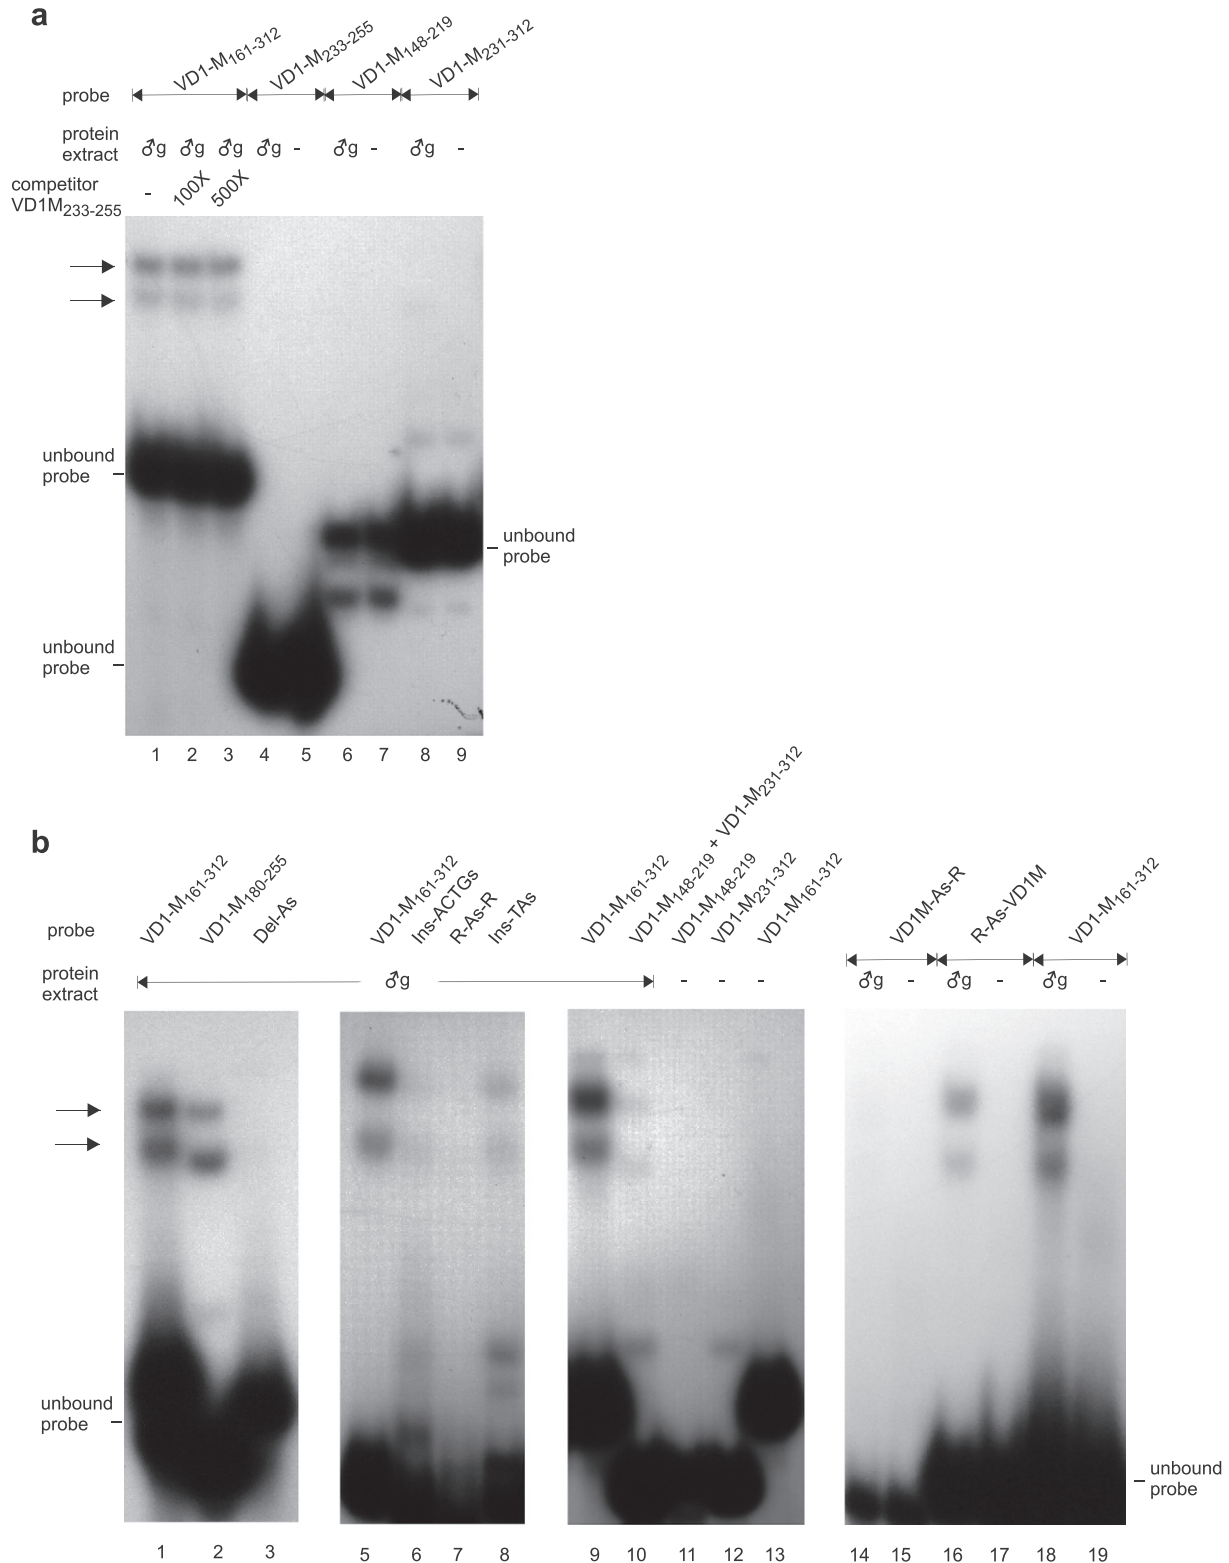 a
VD1-M161-312 VD1-M233-255 VD1-M148-219 VD1-M231-312
probe
protein extract
♂g ♂g ♂g ♂g - ♂g - ♂g -
competitor VD1M233-255
- 100X 500X
unbound probe
unbound probe
unbound probe
1 2 3 4 5 6 7 8 9
b
VD1-M161-312 VD1-M180-255 Del-As VD1-M161-312 Ins-ACTGs R-As-R Ins-TAs VD1-M161-312 VD1-M148-219 + VD1-M231-312 VD1-M148-219 VD1-M231-312 VD1-M161-312 VD1M-As-R R-As-VD1M VD1-M161-312
probe
protein extract
♂g - - - ♂g - ♂g - ♂g -
unbound probe
unbound probe
1 2 3 5 6 7 8 9 10 11 12 13 14 15 16 17 18 19